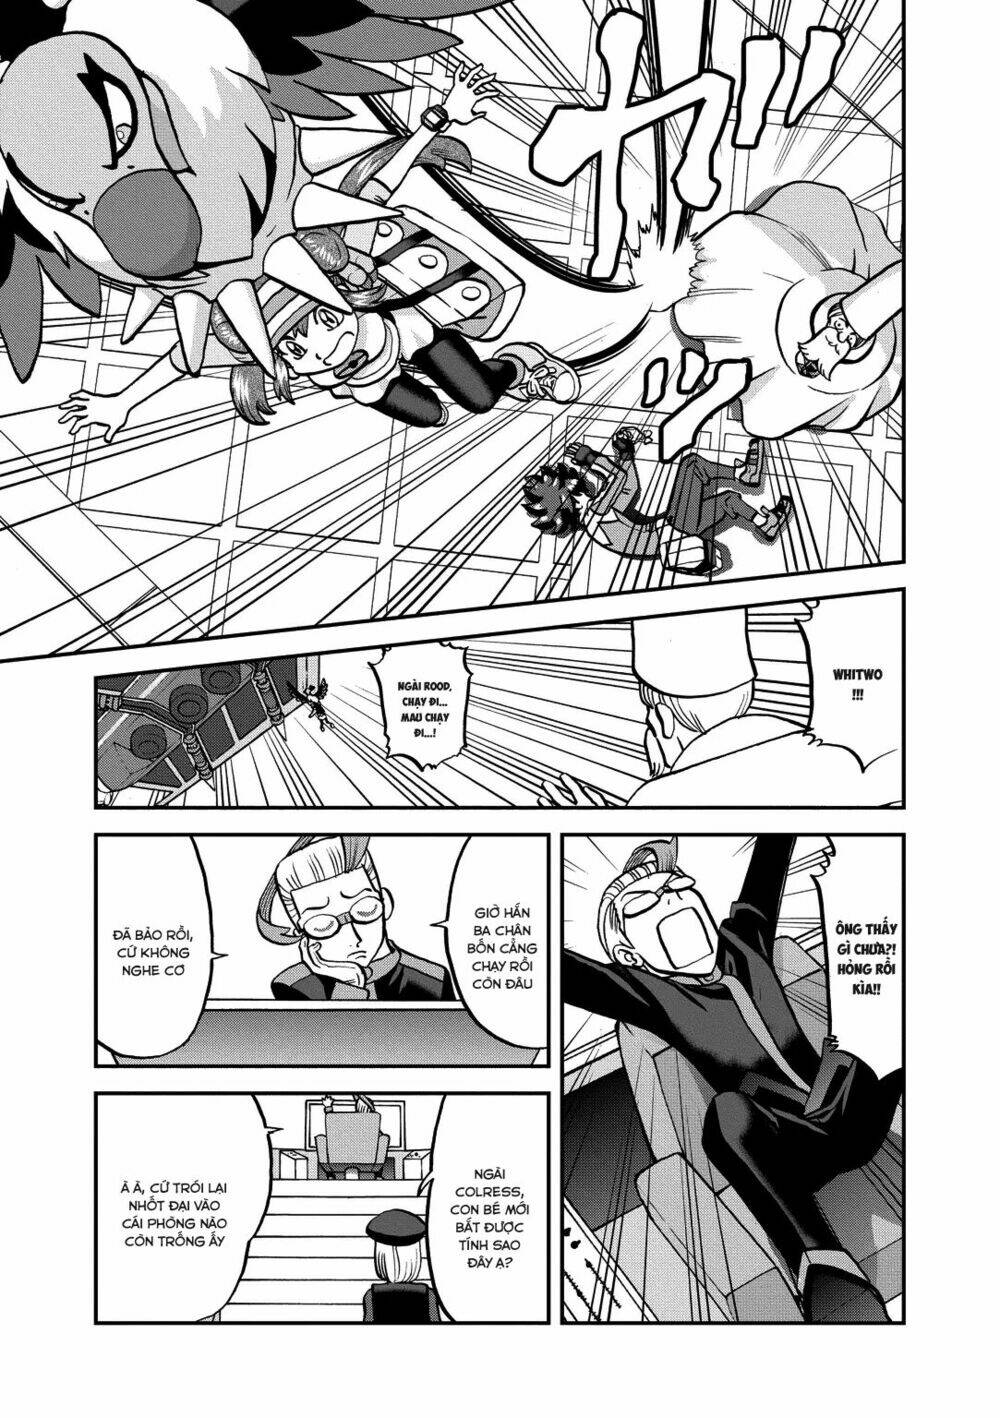 ガッ
ガッ
WHITWO
!!!
NGÀI ROOD,
CHẠY ĐI...
MAU CHẠY
ĐI...!
ÔNG THẤY
GÌ CHƯA?!
HỎNG RỒI
KÌA!!
GIỜ HẮN
BA CHÂN
BỐN CẲNG
CHẠY RỒI
CÒN ĐÂU
ĐÃ BẢO RỒI,
CỨ KHÔNG
NGHE CƠ
NGÀI
COLRESS,
CON BÉ MỚI
BẮT ĐƯỢC
TÍNH SAO
ĐÂY Ạ?
À À, CỨ TRÓI LẠI
NHỐT ĐẠI VÀO
CÁI PHÒNG NÀO
CÒN TRỐNG ẤY